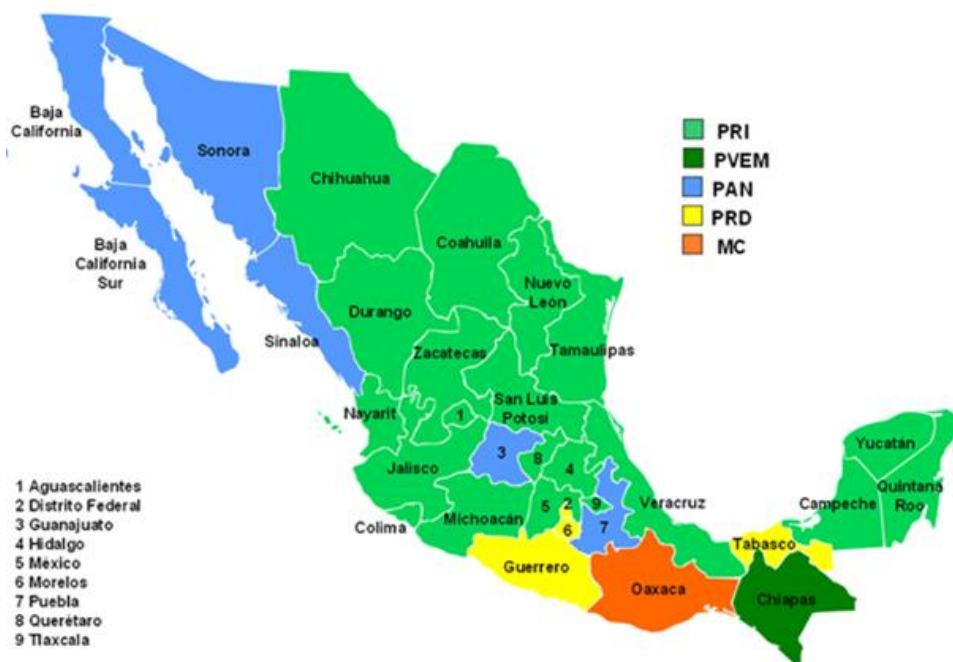 Baja
California
Sonora
Chihuahua
Baja
California
Sur
Coahuila
Nuevo
León
Durango
Sinaloa
Zacatecas
Tamaulipas
San Luis
Potosí
Nayarit
1
3
8
4
Jalisco
Yucatán
Quintana
Roo
Campeche
Veracruz
5
2
9
6
7
Colima
Michoacán
Tabasco
Guerrero
Oaxaca
Chiapas
PRI
PVEM
PAN
PRD
MC
1 Aguascalientes
2 Distrito Federal
3 Guanajuato
4 Hidalgo
5 México
6 Morelos
7 Puebla
8 Querétaro
9 Tlaxcala